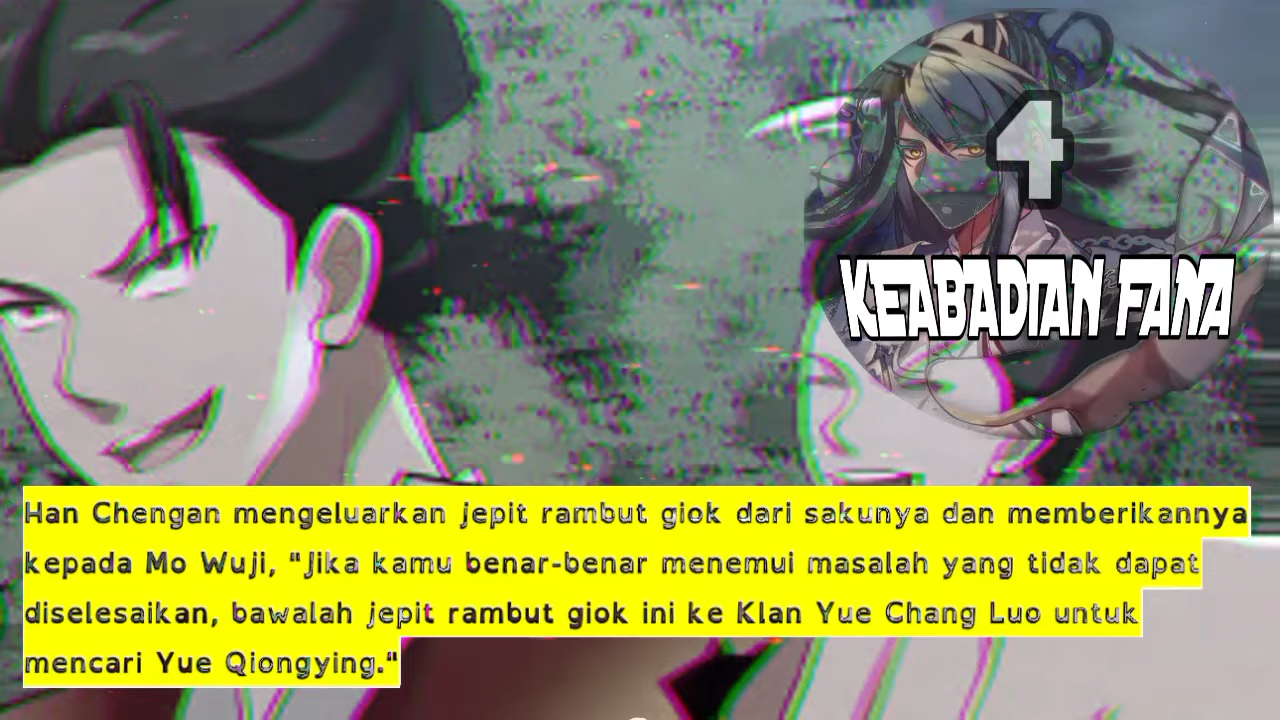 4
KEABADIAN FANA
Han Chengan mengeluarkan jepit rambut giok dari sakunya dan memberikannya
kepada Mo Wuji, "Jika kamu benar-benar menemui masalah yang tidak dapat
diselesaikan, bawalah jepit rambut giok ini ke Klan Yue Chang Luo untuk
mencari Yue Qiongying."